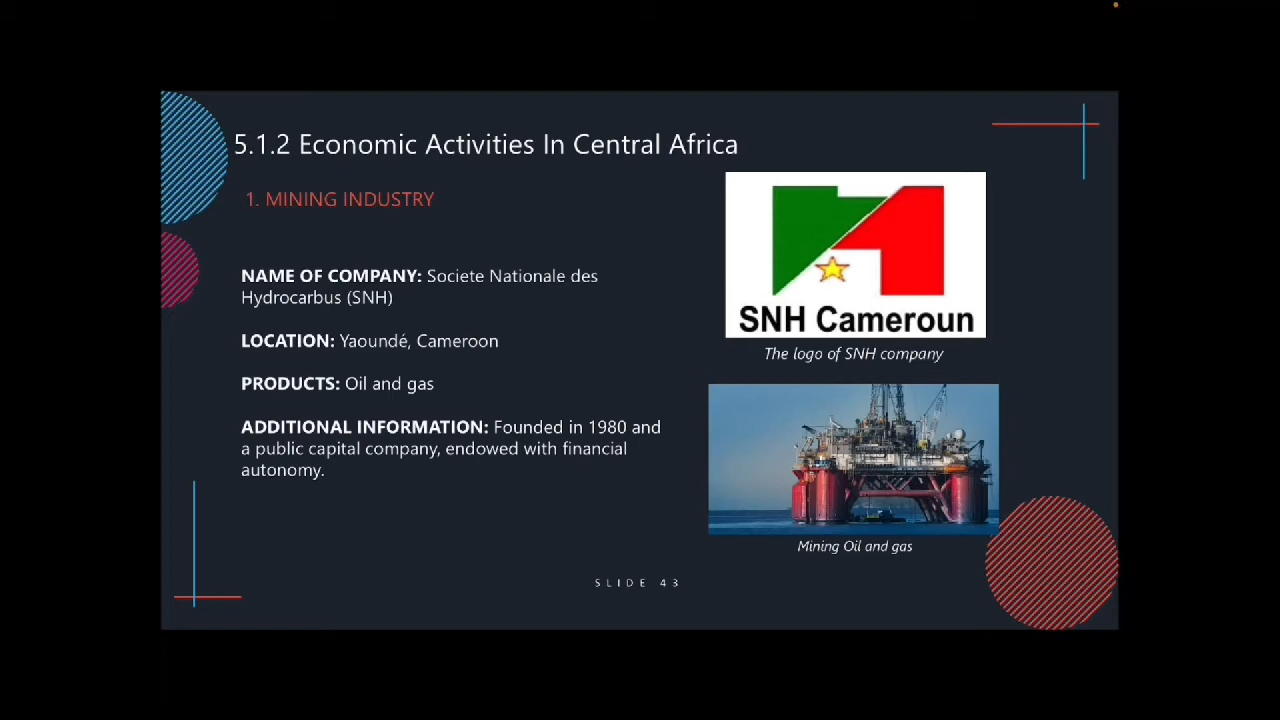 5.1.2 Economic Activities In Central Africa
1. MINING INDUSTRY
NAME OF COMPANY: Societe Nationale des
Hydrocarbus (SNH)
LOCATION: Yaoundé, Cameroon
PRODUCTS: Oil and gas
ADDITIONAL INFORMATION: Founded in 1980 and
a public capital company, endowed with financial
autonomy.
SNH Cameroun
The logo of SNH company
Mining Oil and gas
SLIDE 43